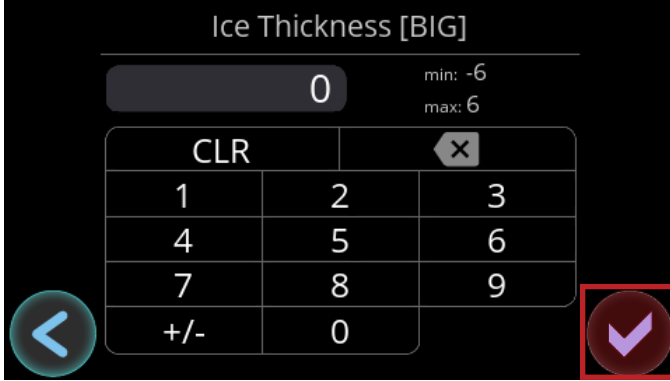 Ice Thickness [BIG]
0 min: -6
max: 6
CLR
1 2 3
4 5 6
7 8 9
+/- 0